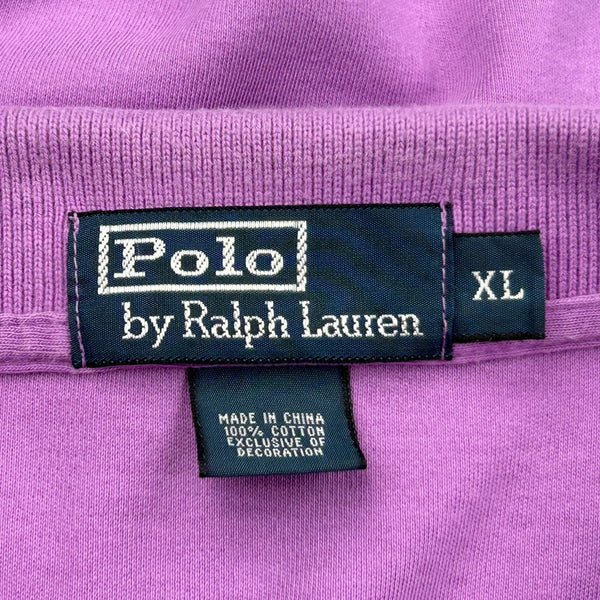 Polo
by Ralph Lauren
XL
MADE IN CHINA
100% COTTON
EXCLUSIVE OF
DECORATION